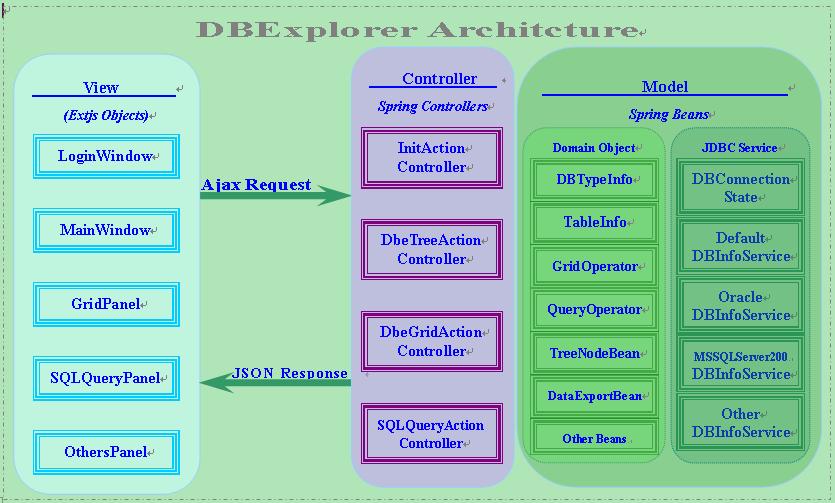 DBExplorer Architcture
View
(Extjs Objects)
LoginWindow
MainWindow
GridPanel
SQLQueryPanel
OthersPanel
Ajax Request
JSON Response
Controller
Spring Controllers
InitAction
Controller
DbeTreeAction
Controller
DbeGridAction
Controller
SQLQueryAction
Controller
Model
Spring Beans
Domain Object
DBTypeInfo
TableInfo
GridOperator
QueryOperator
TreeNodeBean
DataExportBean
Other Beans
JDBC Service
DBConnection
State
Default
DBInfoService
Oracle
DBInfoService
MSSQLServer200
DBInfoService
Other
DBInfoService